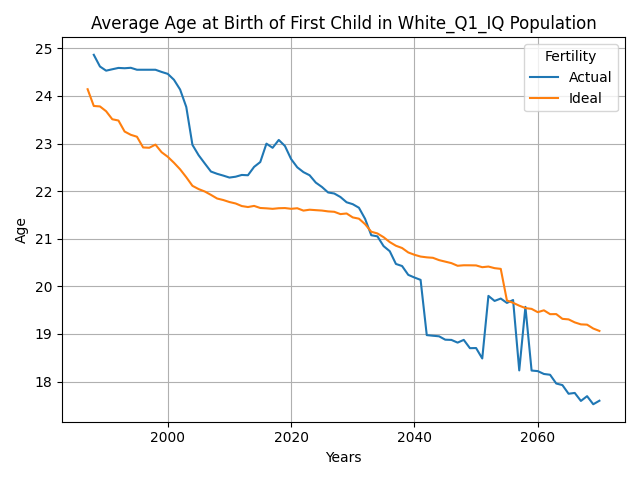 Average Age at Birth of First Child in White_Q1_IQ Population
Fertility
Actual
Ideal
25
24
23
22
21
20
19
18
Age
2000
2020
2040
2060
Years